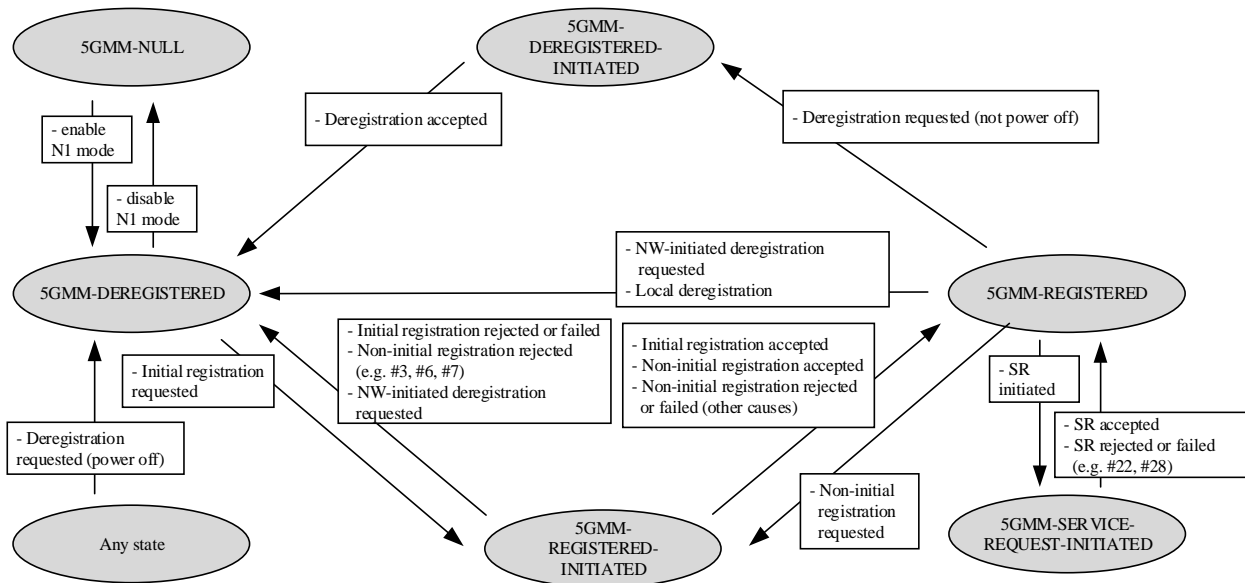 5GMM-NULL
5GMM-
DEREGISTERED-
INITIATED
- enable
N1 mode
- disable
N1 mode
- Deregistration accepted
- Deregistration requested (not power off)
- NW-initiated deregistration
requested
- Local deregistration
5GMM-DEREGISTERED
5GMM-REGISTERED
- Initial registration
requested
- Initial registration rejected or failed
- Non-initial registration rejected
(e.g. #3, #6, #7)
- NW-initiated deregistration
requested
- Initial registration accepted
- Non-initial registration accepted
- Non-initial registration rejected
or failed (other causes)
- SR
initiated
- SR accepted
- SR rejected or failed
(e.g. #22, #28)
- Deregistration
requested (power off)
- Non-initial
registration
requested
Any state
5GMM-
REGISTERED-
INITIATED
5GMM-SERVICE-
REQUEST-INITIATED